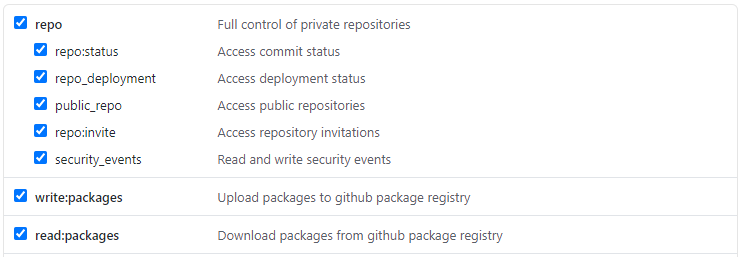 repo Full control of private repositories
repo:status Access commit status
repo_deployment Access deployment status
public_repo Access public repositories
repo:invite Access repository invitations
security_events Read and write security events
write:packages Upload packages to github package registry
read:packages Download packages from github package registry